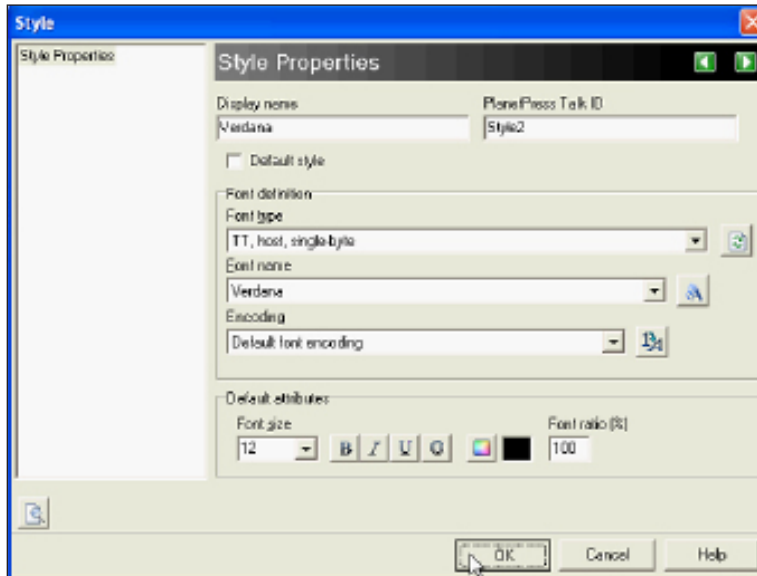 Style
Style Properties
Style Properties
Display name
PlanetPress Talk ID
Verdana
Style2
Default style
Font definition
Font type
TT, host, single-byte
Font name
Verdana
Encoding
Default font encoding
Default attributes
Font size
Font ratio (%)
12
B I U
100
OK
Cancel
Help